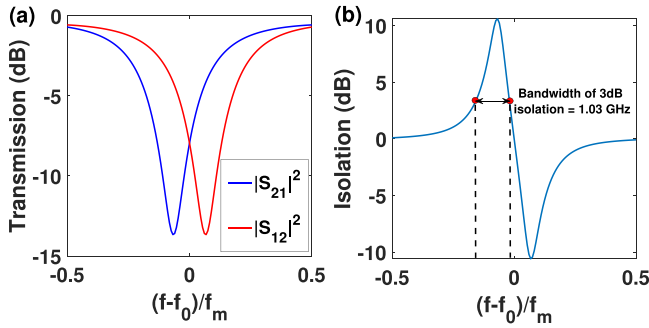 (a)
0
-5
-10
-15
Transmission (dB)
|S21|²
|S12|²
-0.5
0
0.5
(f-f0)/fm
(b)
10
5
0
-5
-10
Isolation (dB)
Bandwidth of 3dB
isolation = 1.03 GHz
-0.5
0
0.5
(f-f0)/fm